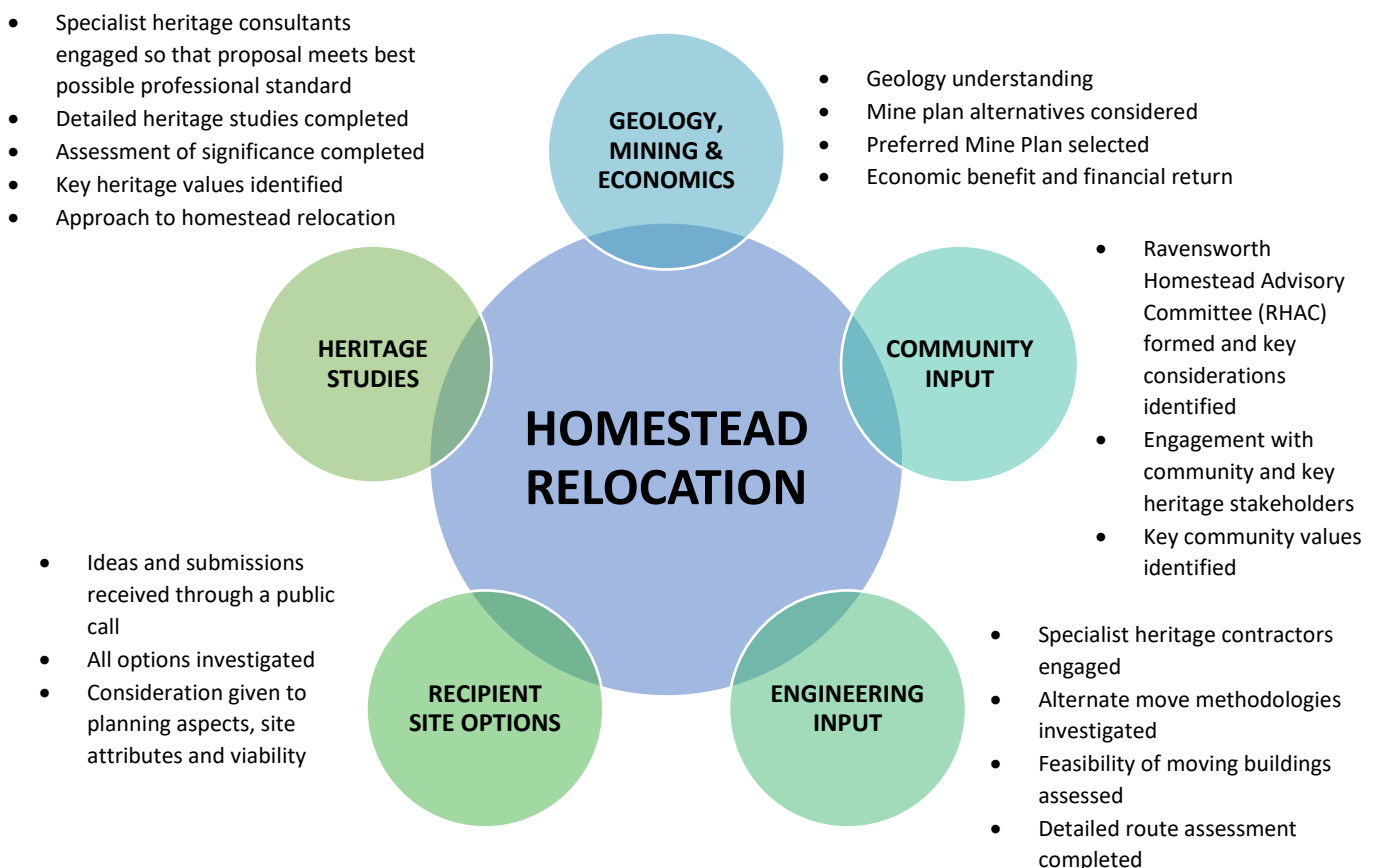 • Specialist heritage consultants
engaged so that proposal meets best
possible professional standard
• Detailed heritage studies completed
• Assessment of significance completed
• Key heritage values identified
• Approach to homestead relocation
GEOLOGY,
MINING &
ECONOMICS
• Geology understanding
• Mine plan alternatives considered
• Preferred Mine Plan selected
• Economic benefit and financial return
HERITAGE
STUDIES
COMMUNITY
INPUT
• Ravensworth
Homestead Advisory
Committee (RHAC)
formed and key
considerations
identified
• Engagement with
community and key
heritage stakeholders
• Key community values
identified
HOMESTEAD
RELOCATION
• Ideas and submissions
received through a public
call
• All options investigated
• Consideration given to
planning aspects, site
attributes and viability
RECIPIENT
SITE OPTIONS
ENGINEERING
INPUT
• Specialist heritage contractors
engaged
• Alternate move methodologies
investigated
• Feasibility of moving buildings
assessed
• Detailed route assessment
completed